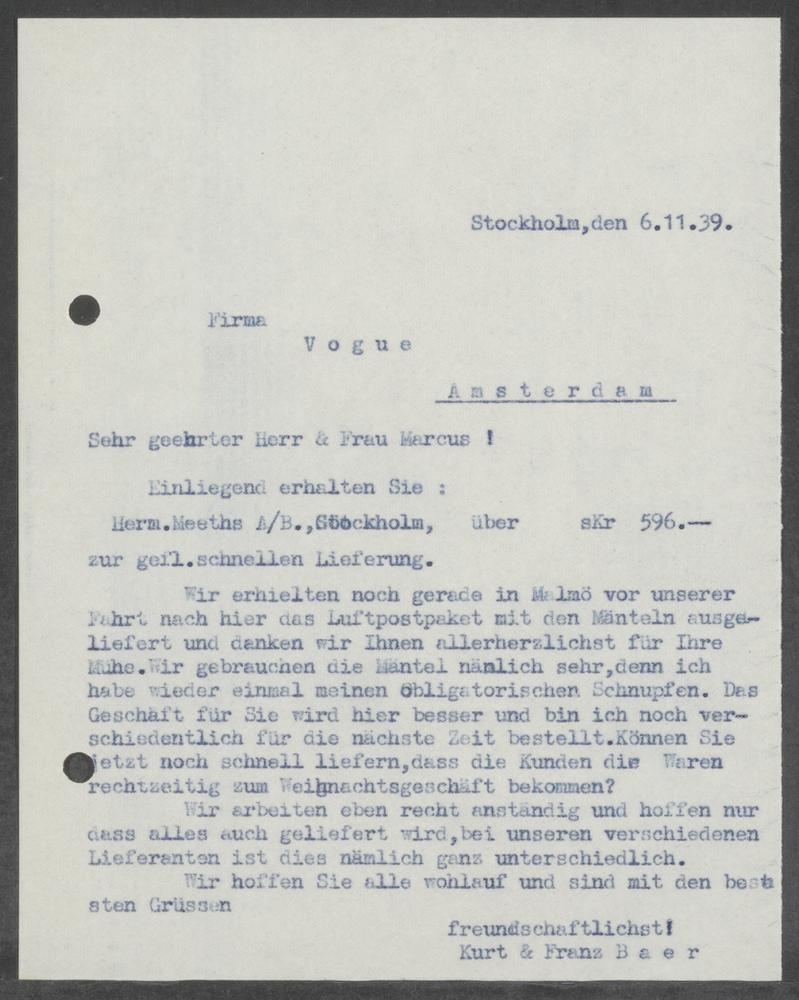 Stockholm,den 6.11.39.
Firma
V o g u e
A m s t e r d a m
Sehr geehrter Herr & Frau Marcus !
Einliegend erhalten Sie :
Herm.Meeths A/B.,Stockholm, über sKr 596.--
zur gefl.schnellen Lieferung.
Wir erhielten noch gerade in Malmö vor unserer
Fahrt nach hier das Luftpostpaket mit den Mänteln ausge-
liefert und danken wir Ihnen allerherzlichst für Ihre
Mühe.Wir gebrauchen die Mäntel nämlich sehr,denn ich
habe wieder einmal meinen obligatorischen Schnupfen. Das
Geschäft für Sie wird hier besser und bin ich noch ver-
schiedentlich für die nächste Zeit bestellt.Können Sie
jetzt noch schnell liefern,dass die Kunden die Waren
rechtzeitig zum Weihnachtsgeschäft bekommen?
Wir arbeiten eben recht anständig und hoffen nur
dass alles auch geliefert wird,bei unseren verschiedenen
Lieferanten ist dies nämlich ganz unterschiedlich.
Wir hoffen Sie alle wohlauf und sind mit den best
sten Grüssen
freundschaftlichst!
Kurt & Franz B a e r